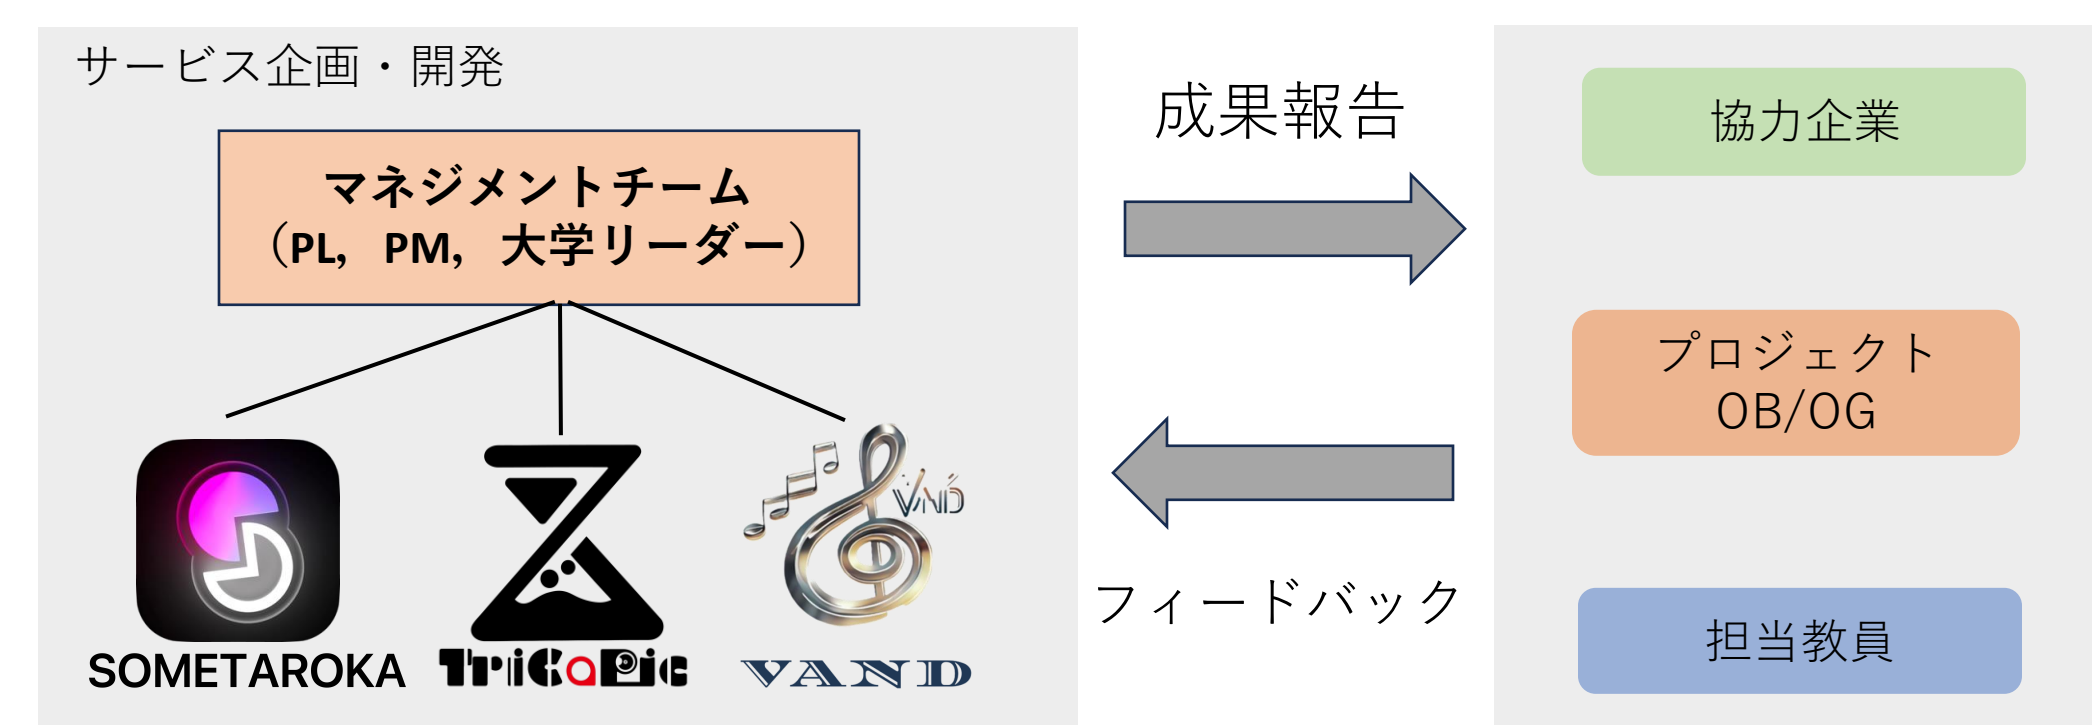 サービス企画・開発
マネジメントチーム
（PL，PM，大学リーダー）
SOMETAROKA
TriCaPic
VAND
VAND
成果報告
フィードバック
協力企業
プロジェクト
OB/OG
担当教員